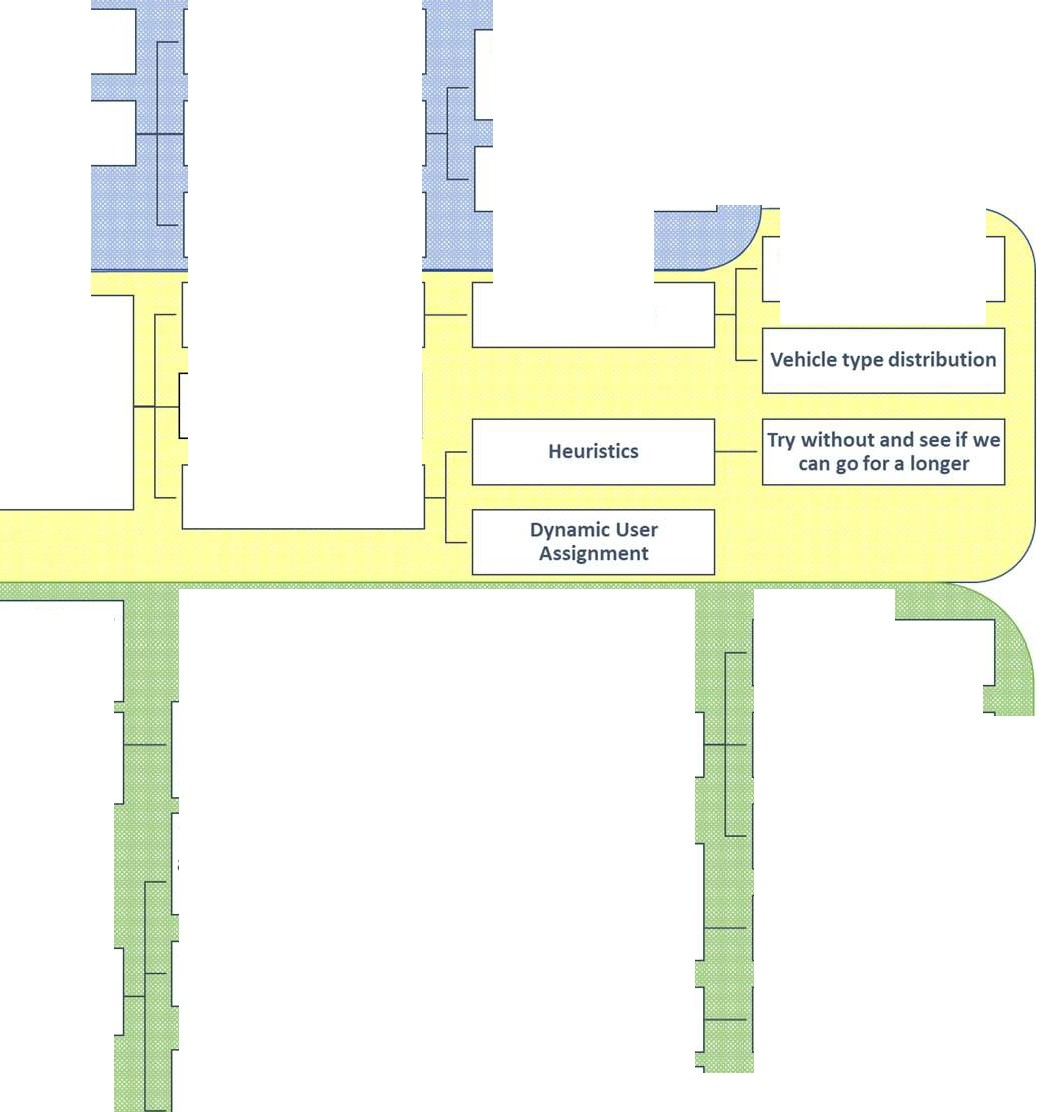 Vehicle type distribution
Heuristics
Try without and see if we
can go for a longer
Dynamic User
Assignment